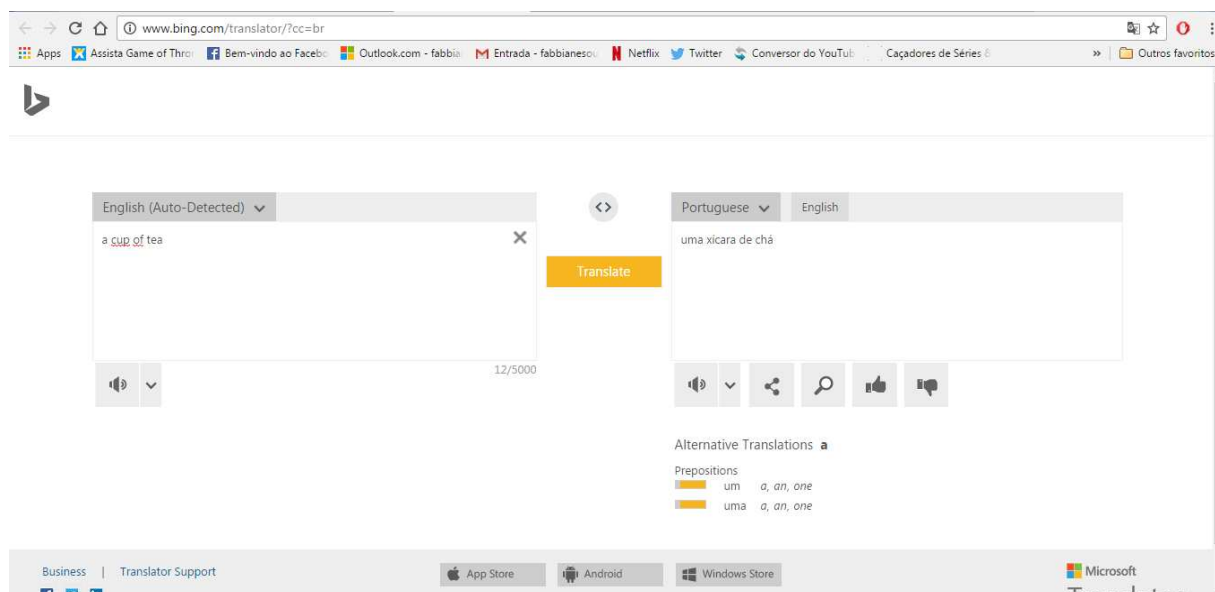 www.bing.com/translator/?cc=br
Apps Assista Game of Thro Bem-vindo ao Facebo Outlook.com - fabbia Entrada - fabbianesou Netflix Twitter Conversor do YouTub Caçadores de Séries » Outros favoritos
English (Auto-Detected) Portuguese English
a cup of tea uma xícara de chá
Translate
12/5000
Alternative Translations a
Prepositions
um a, an, one
uma a, an, one
Business | Translator Support App Store Android Windows Store Microsoft